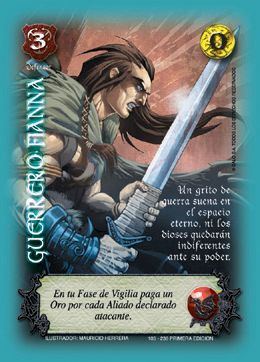 3
Defensor
0
GUERRERO FIANNA
Un grito de
guerra suena en
el espacio
eterno, ni los
dioses quedarán
indiferentes
ante su poder.
En tu Fase de Vigilia paga un
Oro por cada Aliado declarado
atacante.
ILUSTRADOR: MAURICIO HERRERA
PRIMERA EDICION